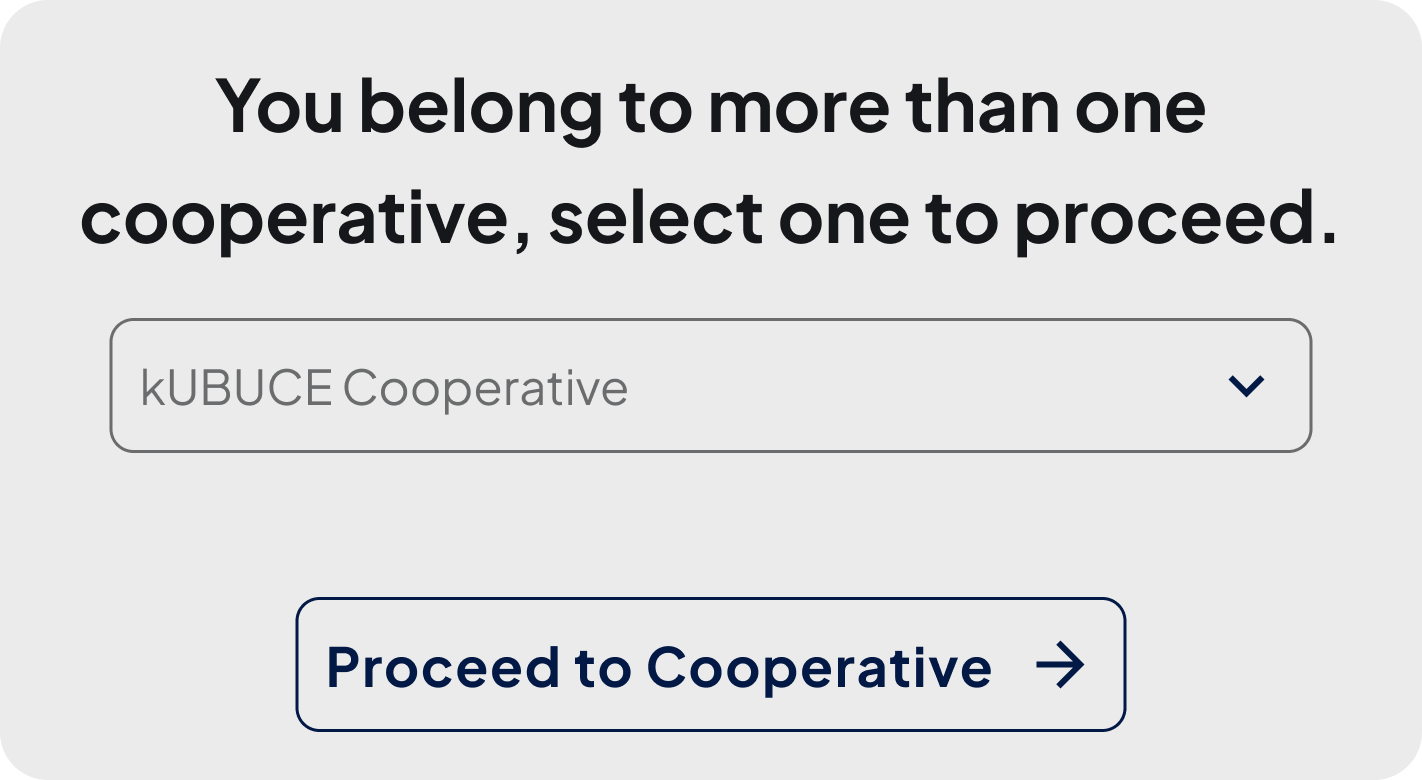 You belong to more than one
cooperative, select one to proceed.
kUBUCE Cooperative
Proceed to Cooperative